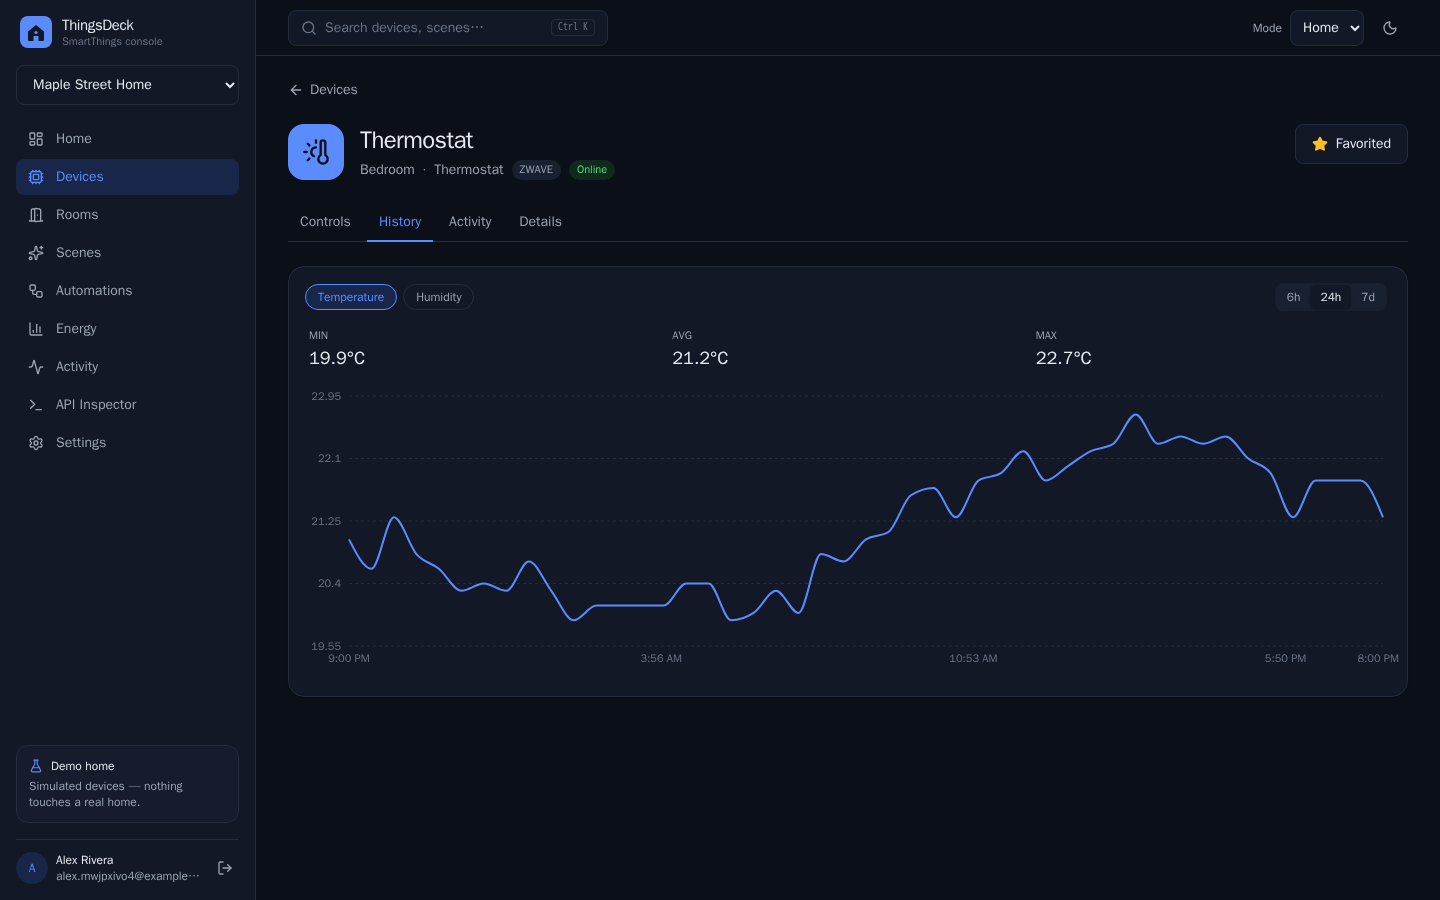 ThingsDeck
SmartThings console
Maple Street Home
Home
Devices
Rooms
Scenes
Automations
Energy
Activity
API Inspector
Settings
Demo home
Simulated devices — nothing
touches a real home.
A
Alex Rivera
alex.mwjpxivo4@example···
Search devices, scenes···
Ctrl K
Mode
Home
Devices
Thermostat
Bedroom · Thermostat ZWAVE Online
Favorited
Controls History Activity Details
Temperature Humidity
6h 24h 7d
MIN AVG MAX
19.9°C 21.2°C 22.7°C
22.95
22.1
21.25
20.4
19.55
9:00 PM 3:56 AM 10:53 AM 5:50 PM 8:00 PM